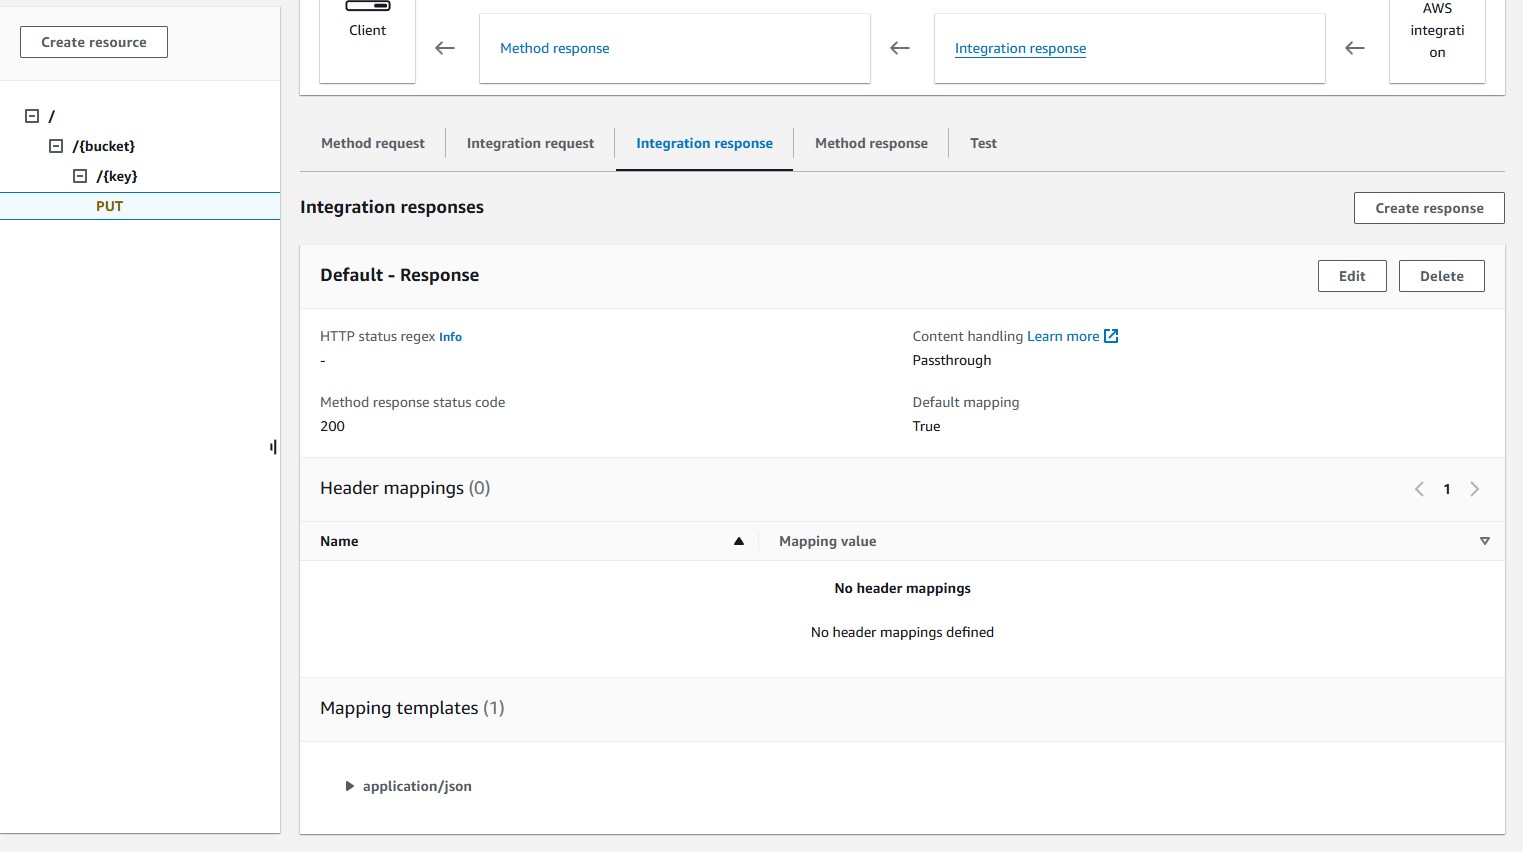 Create resource
/
/{bucket}
/{key}
PUT
Client
Method response
Integration response
AWS
integrati
on
Method request
Integration request
Integration response
Method response
Test
Integration responses
Create response
Default - Response
Edit
Delete
HTTP status regex Info
-
Content handling Learn more
Passthrough
Method response status code
200
Default mapping
True
Header mappings (0)
1
Name
Mapping value
No header mappings
No header mappings defined
Mapping templates (1)
application/json